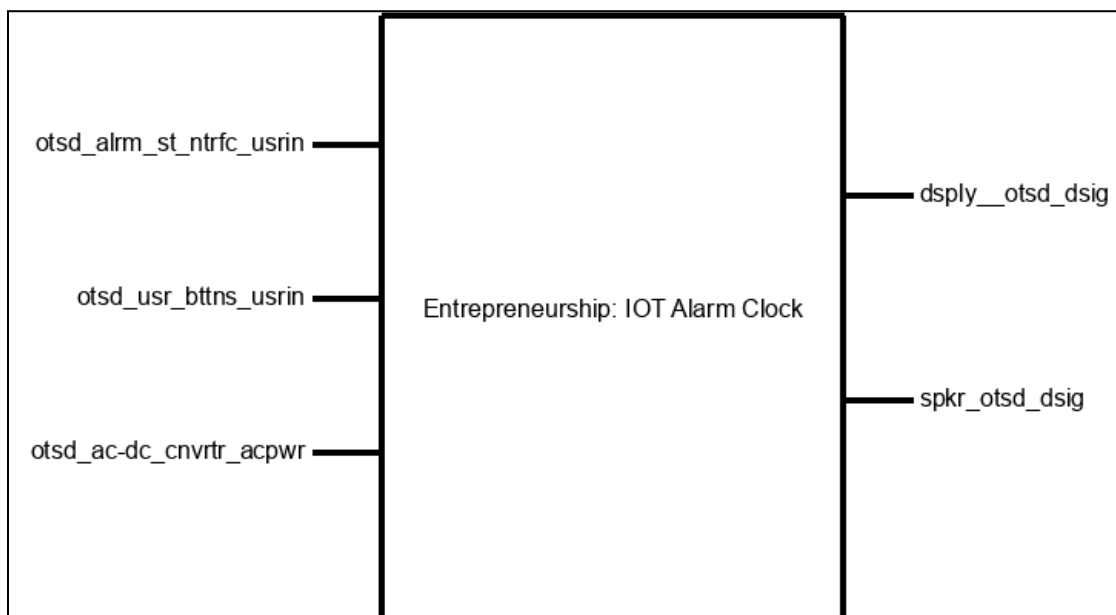 otsd_alrm_st_ntrfc_usrin
otsd_usr_bttns_usrin
otsd_ac-dc_cnvrtr_acpwr
Entrepreneurship: IOT Alarm Clock
dsply__otsd_dsig
spkr_otsd_dsig